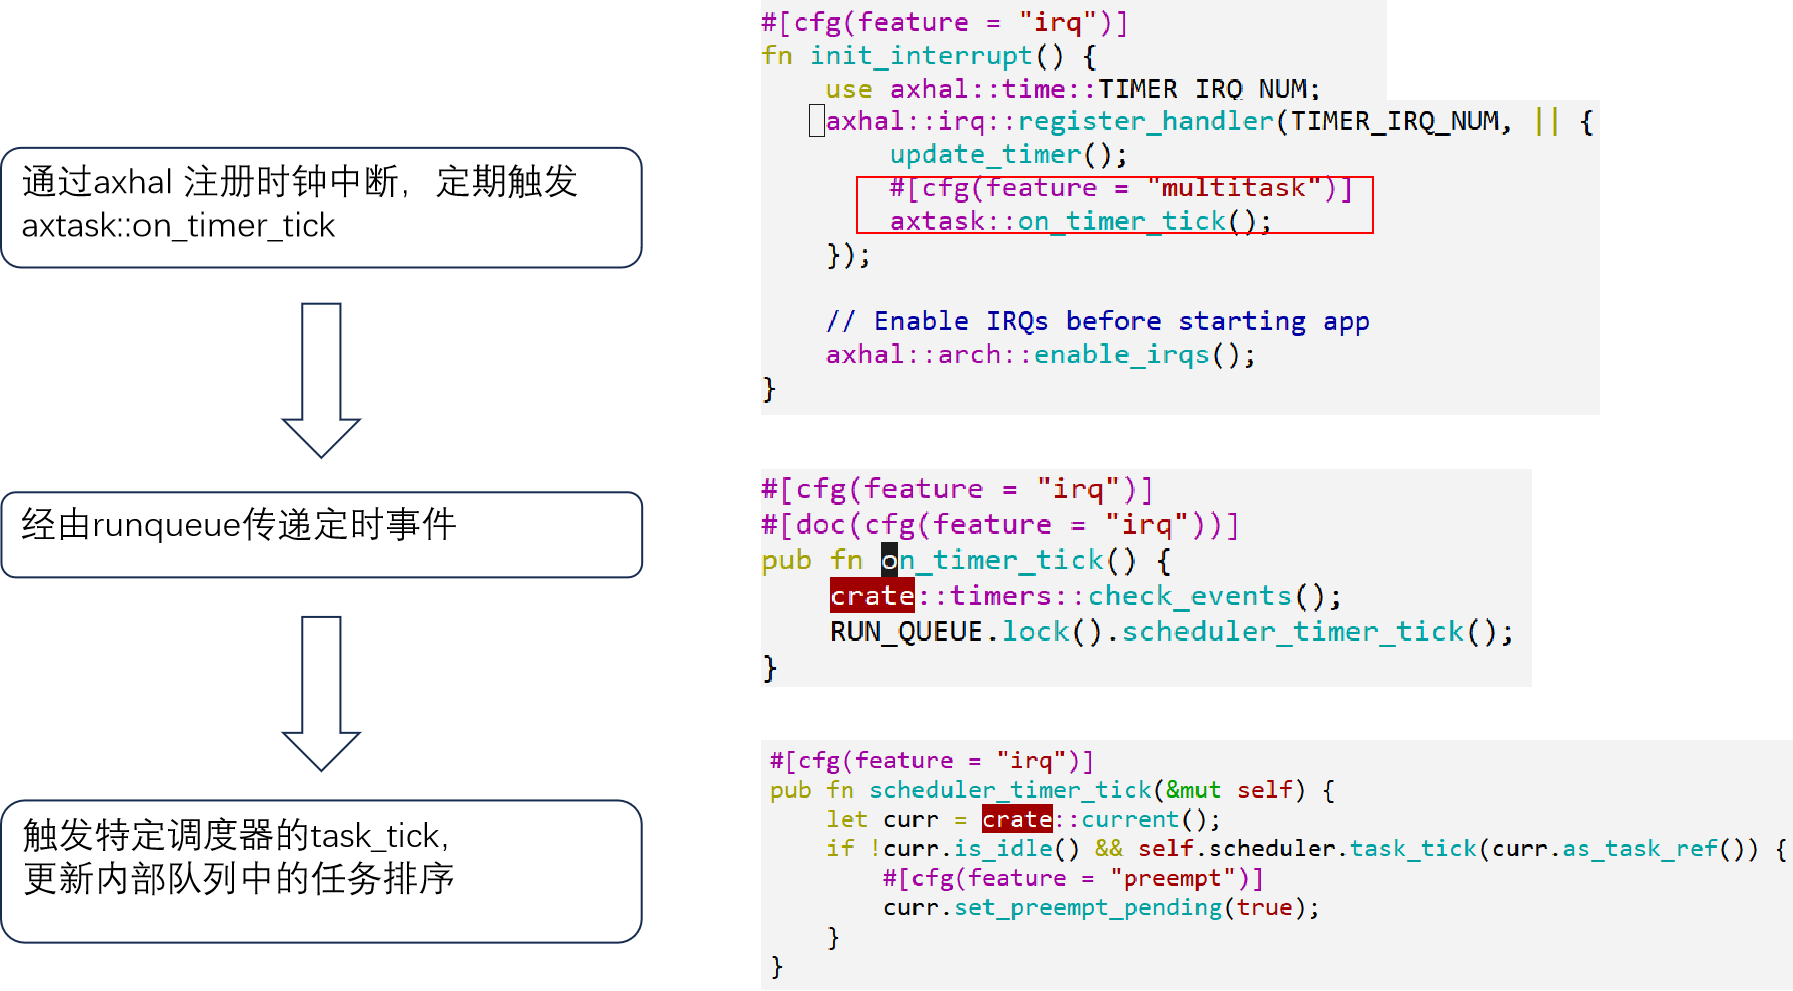 通过axhal 注册时钟中断，定期触发
axtask::on_timer_tick
经由runqueue传递定时事件
触发特定调度器的task_tick,
更新内部队列中的任务排序
#[cfg(feature = "irq")]
fn init_interrupt() {
    use axhal::time::TIMER_IRQ_NUM;
    axhal::irq::register_handler(TIMER_IRQ_NUM, || {
        update_timer();
        #[cfg(feature = "multitask")]
        axtask::on_timer_tick();
    });
    // Enable IRQs before starting app
    axhal::arch::enable_irqs();
}
#[cfg(feature = "irq")]
#[doc(cfg(feature = "irq"))]
pub fn on_timer_tick() {
    crate::timers::check_events();
    RUN_QUEUE.lock().scheduler_timer_tick();
}
#[cfg(feature = "irq")]
pub fn scheduler_timer_tick(&mut self) {
    let curr = crate::current();
    if !curr.is_idle() && self.scheduler.task_tick(curr.as_task_ref()) {
        #[cfg(feature = "preempt")]
        curr.set_preempt_pending(true);
    }
}